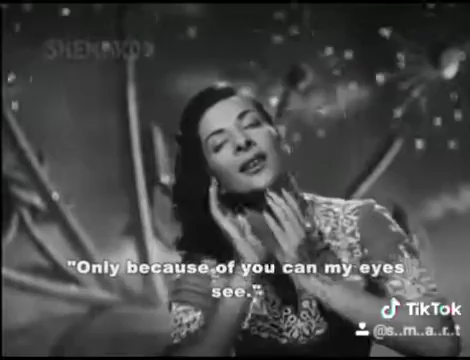 SHEMAROO
"Only because of you can my eyes
see."
TikTok
@s..m...a..r..t